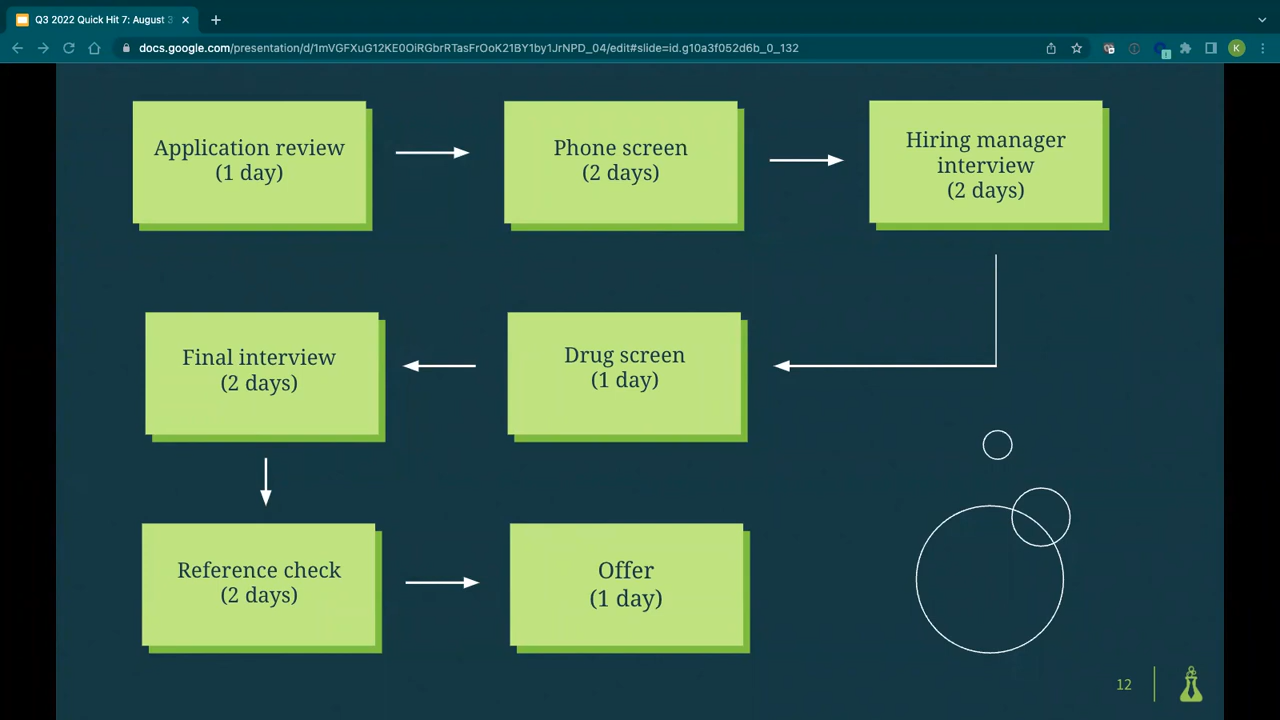 Q3 2022 Quick Hit 7: August 3
docs.google.com/presentation/d/1mVGFXuG12KE0OiRGbrRTasFrOoK21BY1by1JrNPD_04/edit#slide=id.g10a3f052d6b_0_132
K
Application review
(1 day)
Phone screen
(2 days)
Hiring manager
interview
(2 days)
Drug screen
(1 day)
Final interview
(2 days)
Reference check
(2 days)
Offer
(1 day)
12